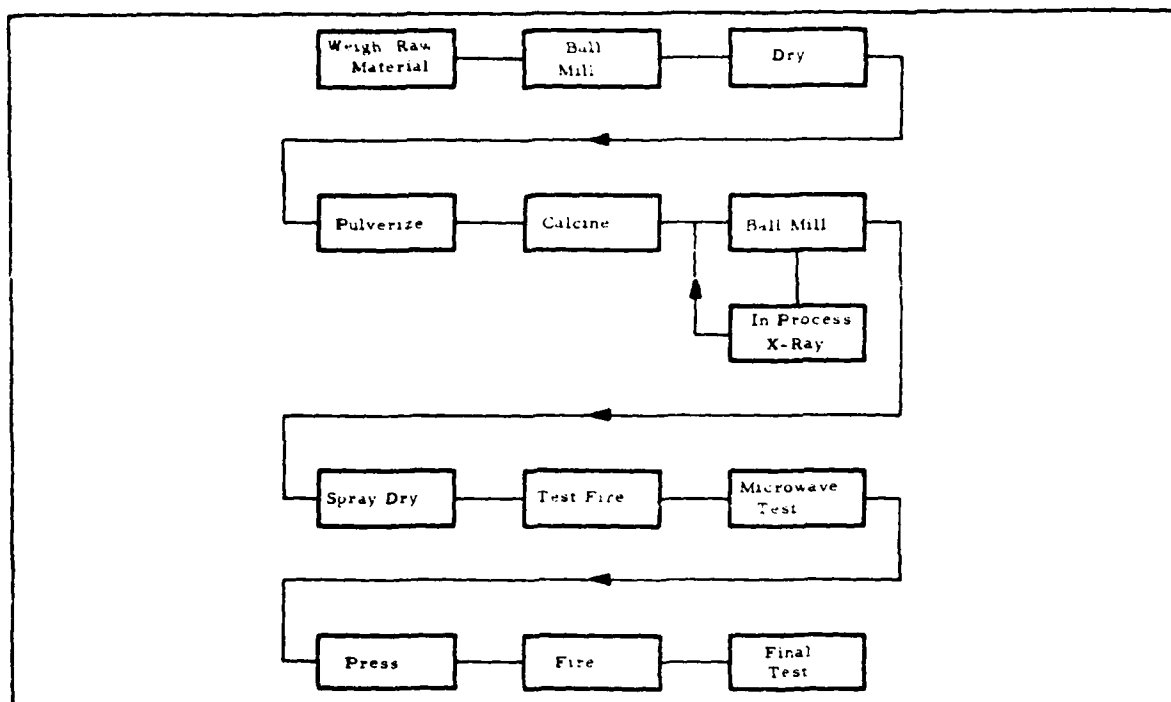 Weigh Raw
Material
Ball
Mill
Dry
Pulverize
Calcine
Ball Mill
In Process
X-Ray
Spray Dry
Test Fire
Microwave
Test
Press
Fire
Final
Test